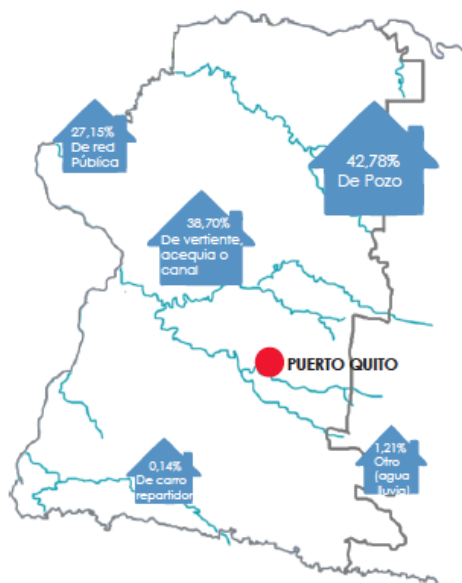 27,15%
De red
Pública
42,78%
De Pozo
38,70%
De vertiente,
acequia o
canal
PUERTO QUITO
1,21%
Otro
(agua
lluvia)
0,14%
De carro
repartidor